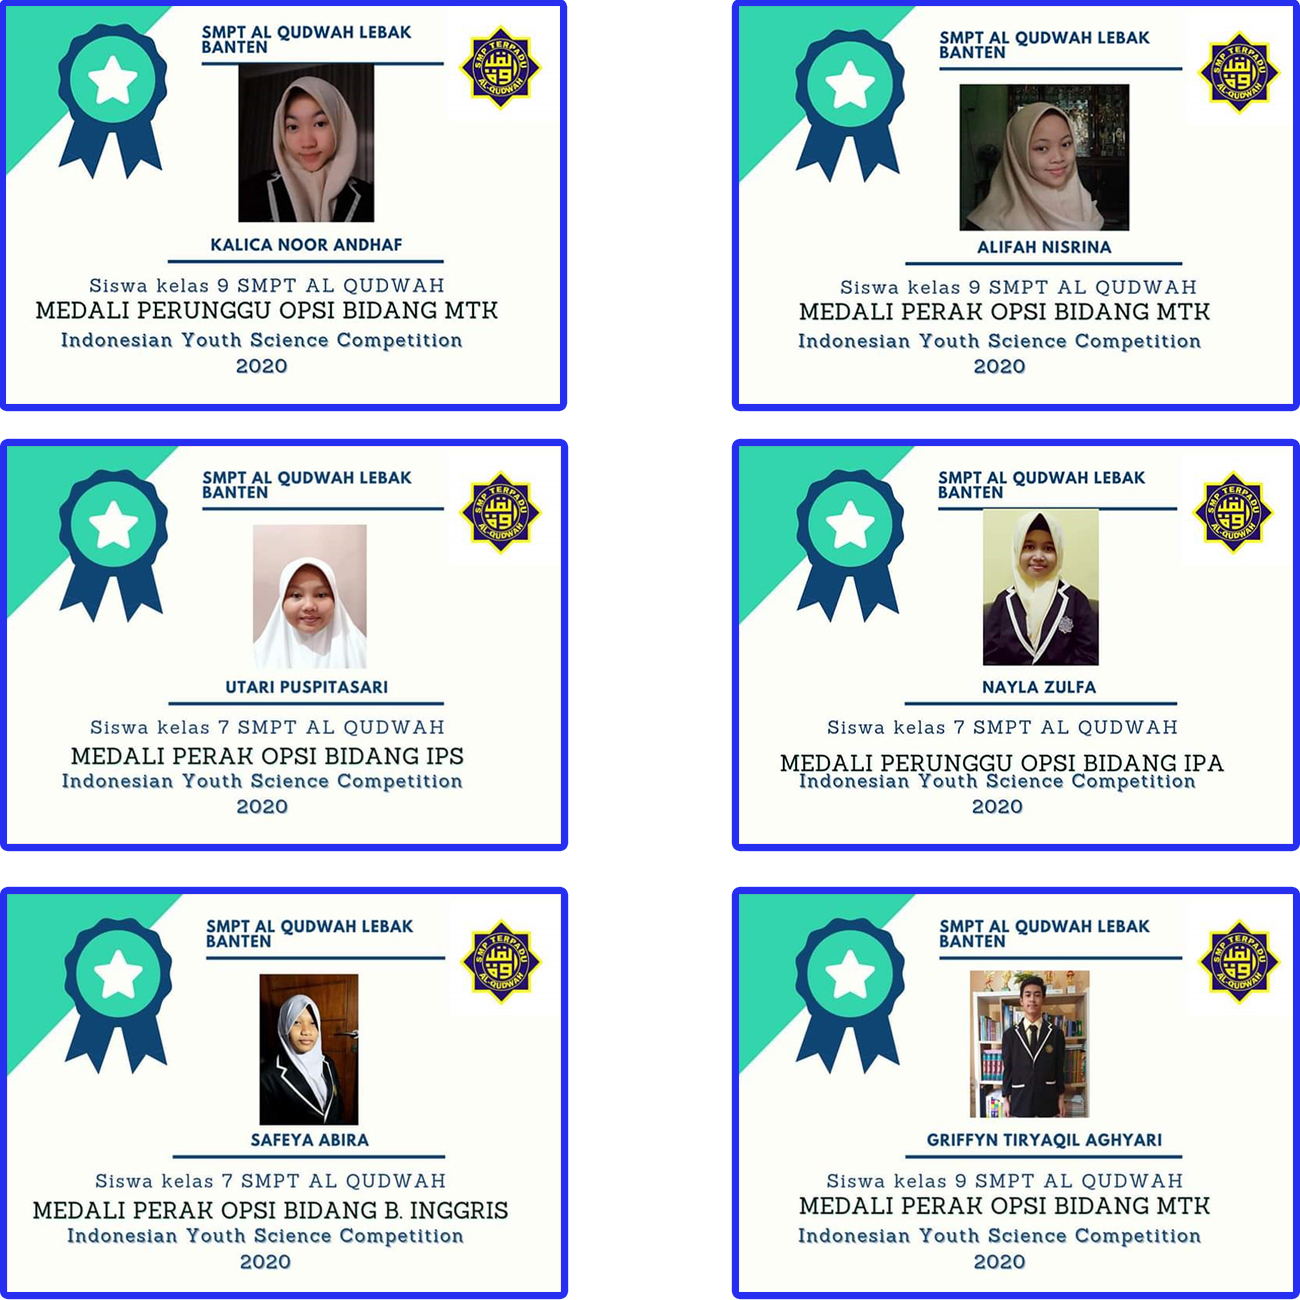 SMPT AL QUDWAH LEBAK
BANTEN
SMP TERPADU
AL-QUDWAH
KALICA NOOR ANDHAF
Siswa kelas 9 SMPT AL QUDWAH
MEDALI PERUNGGU OPSI BIDANG MTK
Indonesian Youth Science Competition
2020
SMPT AL QUDWAH LEBAK
BANTEN
SMP TERPADU
AL-QUDWAH
ALIFAH NISRINA
Siswa kelas 9 SMPT AL QUDWAH
MEDALI PERAK OPSI BIDANG MTK
Indonesian Youth Science Competition
2020
SMPT AL QUDWAH LEBAK
BANTEN
SMP TERPADU
AL-QUDWAH
UTARI PUSPITASARI
Siswa kelas 7 SMPT AL QUDWAH
MEDALI PERAK OPSI BIDANG IPS
Indonesian Youth Science Competition
2020
SMPT AL QUDWAH LEBAK
BANTEN
SMP TERPADU
AL-QUDWAH
NAYLA ZULFA
Siswa kelas 7 SMPT AL QUDWAH
MEDALI PERUNGGU OPSI BIDANG IPA
Indonesian Youth Science Competition
2020
SMPT AL QUDWAH LEBAK
BANTEN
SMP TERPADU
AL-QUDWAH
SAFEYA ABIRA
Siswa kelas 7 SMPT AL QUDWAH
MEDALI PERAK OPSI BIDANG B. INGGRIS
Indonesian Youth Science Competition
2020
SMPT AL QUDWAH LEBAK
BANTEN
SMP TERPADU
AL-QUDWAH
GRIFFYN TIRYAQIL AGHYARI
Siswa kelas 9 SMPT AL QUDWAH
MEDALI PERAK OPSI BIDANG MTK
Indonesian Youth Science Competition
2020